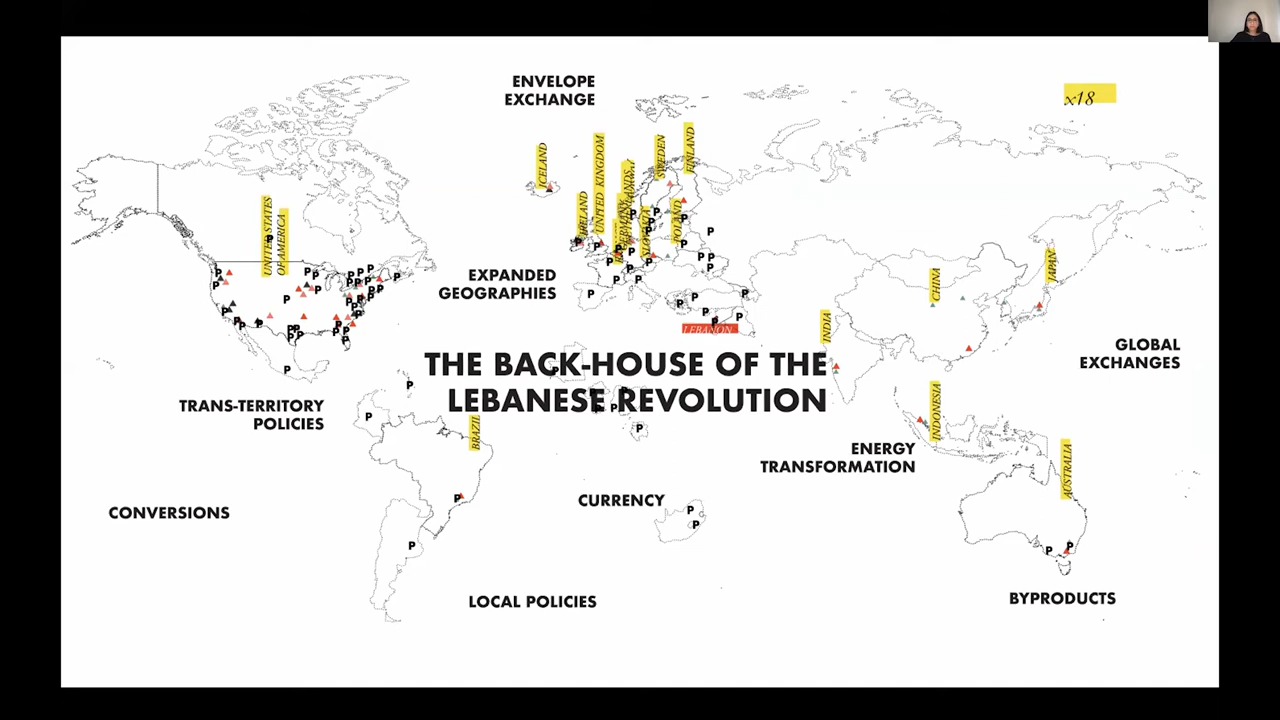 ENVELOPE
EXCHANGE
x18
ICELAND
IRELAND
UNITED KINGDOM
SWEDEN
FINLAND
POLAND
UNITED STATES
OF AMERICA
EXPANDED
GEOGRAPHIES
LEBANON
CHINA
JAPAN
INDIA
GLOBAL
EXCHANGES
THE BACK-HOUSE OF THE
LEBANESE REVOLUTION
TRANS-TERRITORY
POLICIES
BRAZIL
INDONESIA
ENERGY
TRANSFORMATION
AUSTRALIA
CURRENCY
CONVERSIONS
LOCAL POLICIES
BYPRODUCTS